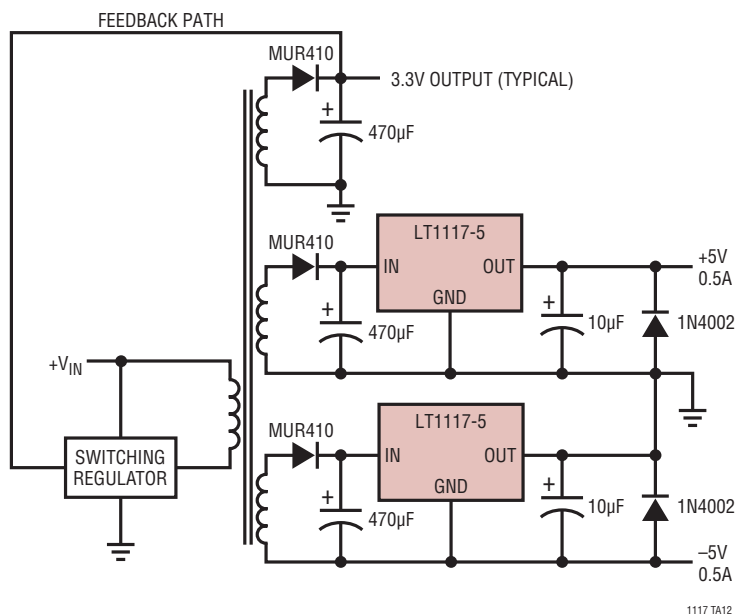 FEEDBACK PATH
MUR410
3.3V OUTPUT (TYPICAL)
+
470µF
MUR410
LT1117-5
IN
OUT
GND
+
470µF
+
10µF
1N4002
+5V
0.5A
+VIN
SWITCHING
REGULATOR
MUR410
LT1117-5
IN
OUT
GND
+
470µF
+
10µF
1N4002
–5V
0.5A
1117 TA12